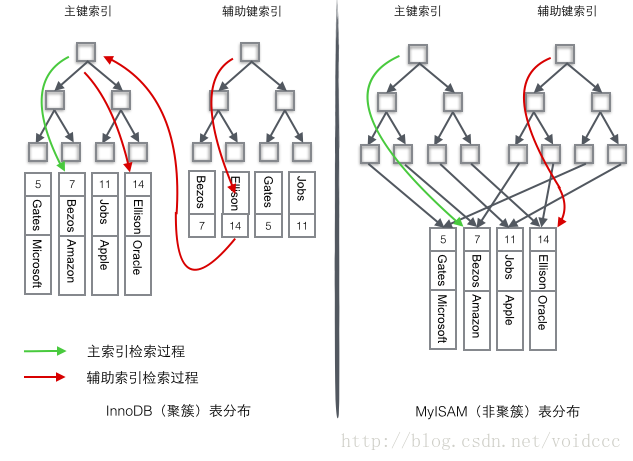 主键索引
辅助键索引
主键索引
辅助键索引
5
7
11
14
Gates
Bezos
Jobs
Ellison
Microsoft
Amazon
Apple
Oracle
Bezos
Ellison
Gates
Jobs
7
14
5
11
5
7
11
14
Gates
Bezos
Jobs
Ellison
Microsoft
Amazon
Apple
Oracle
主索引检索过程
辅助索引检索过程
InnoDB（聚簇）表分布
MyISAM（非聚簇）表分布
http://blog.csdn.net/voidccc